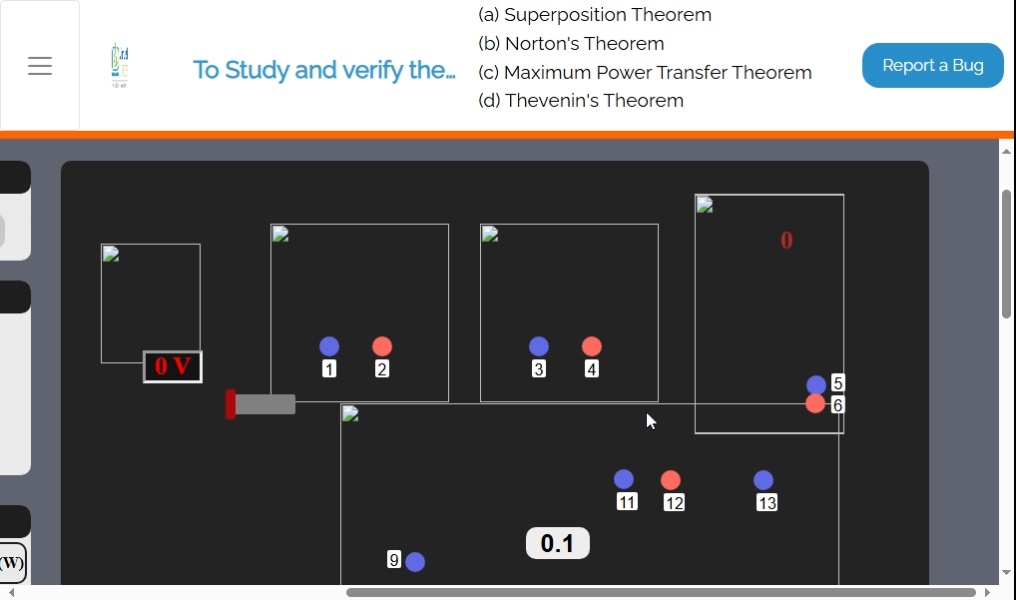 (a) Superposition Theorem
(b) Norton's Theorem
To Study and verify the...
(c) Maximum Power Transfer Theorem
(d) Thevenin's Theorem
Report a Bug
0
0 V
1
2
3
4
5
6
11
12
13
0.1
9
(W)